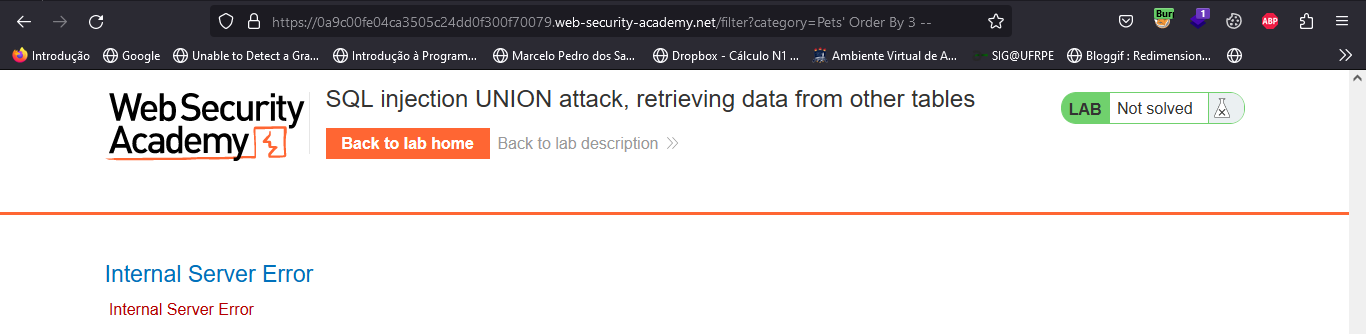 https://0a9c00fe04ca3505c24dd0f300f70079.web-security-academy.net/filter?category=Pets' Order By 3 --
Bur
1
ABP
Introdução Google Unable to Detect a Gra... Introdução à Program... Marcelo Pedro dos Sa... Dropbox - Cálculo N1 ... Ambiente Virtual de A... SIG@UFRPE Bloggif : Redimension...
Web Security
Academy
SQL injection UNION attack, retrieving data from other tables
Back to lab home Back to lab description
LAB Not solved
Internal Server Error
Internal Server Error